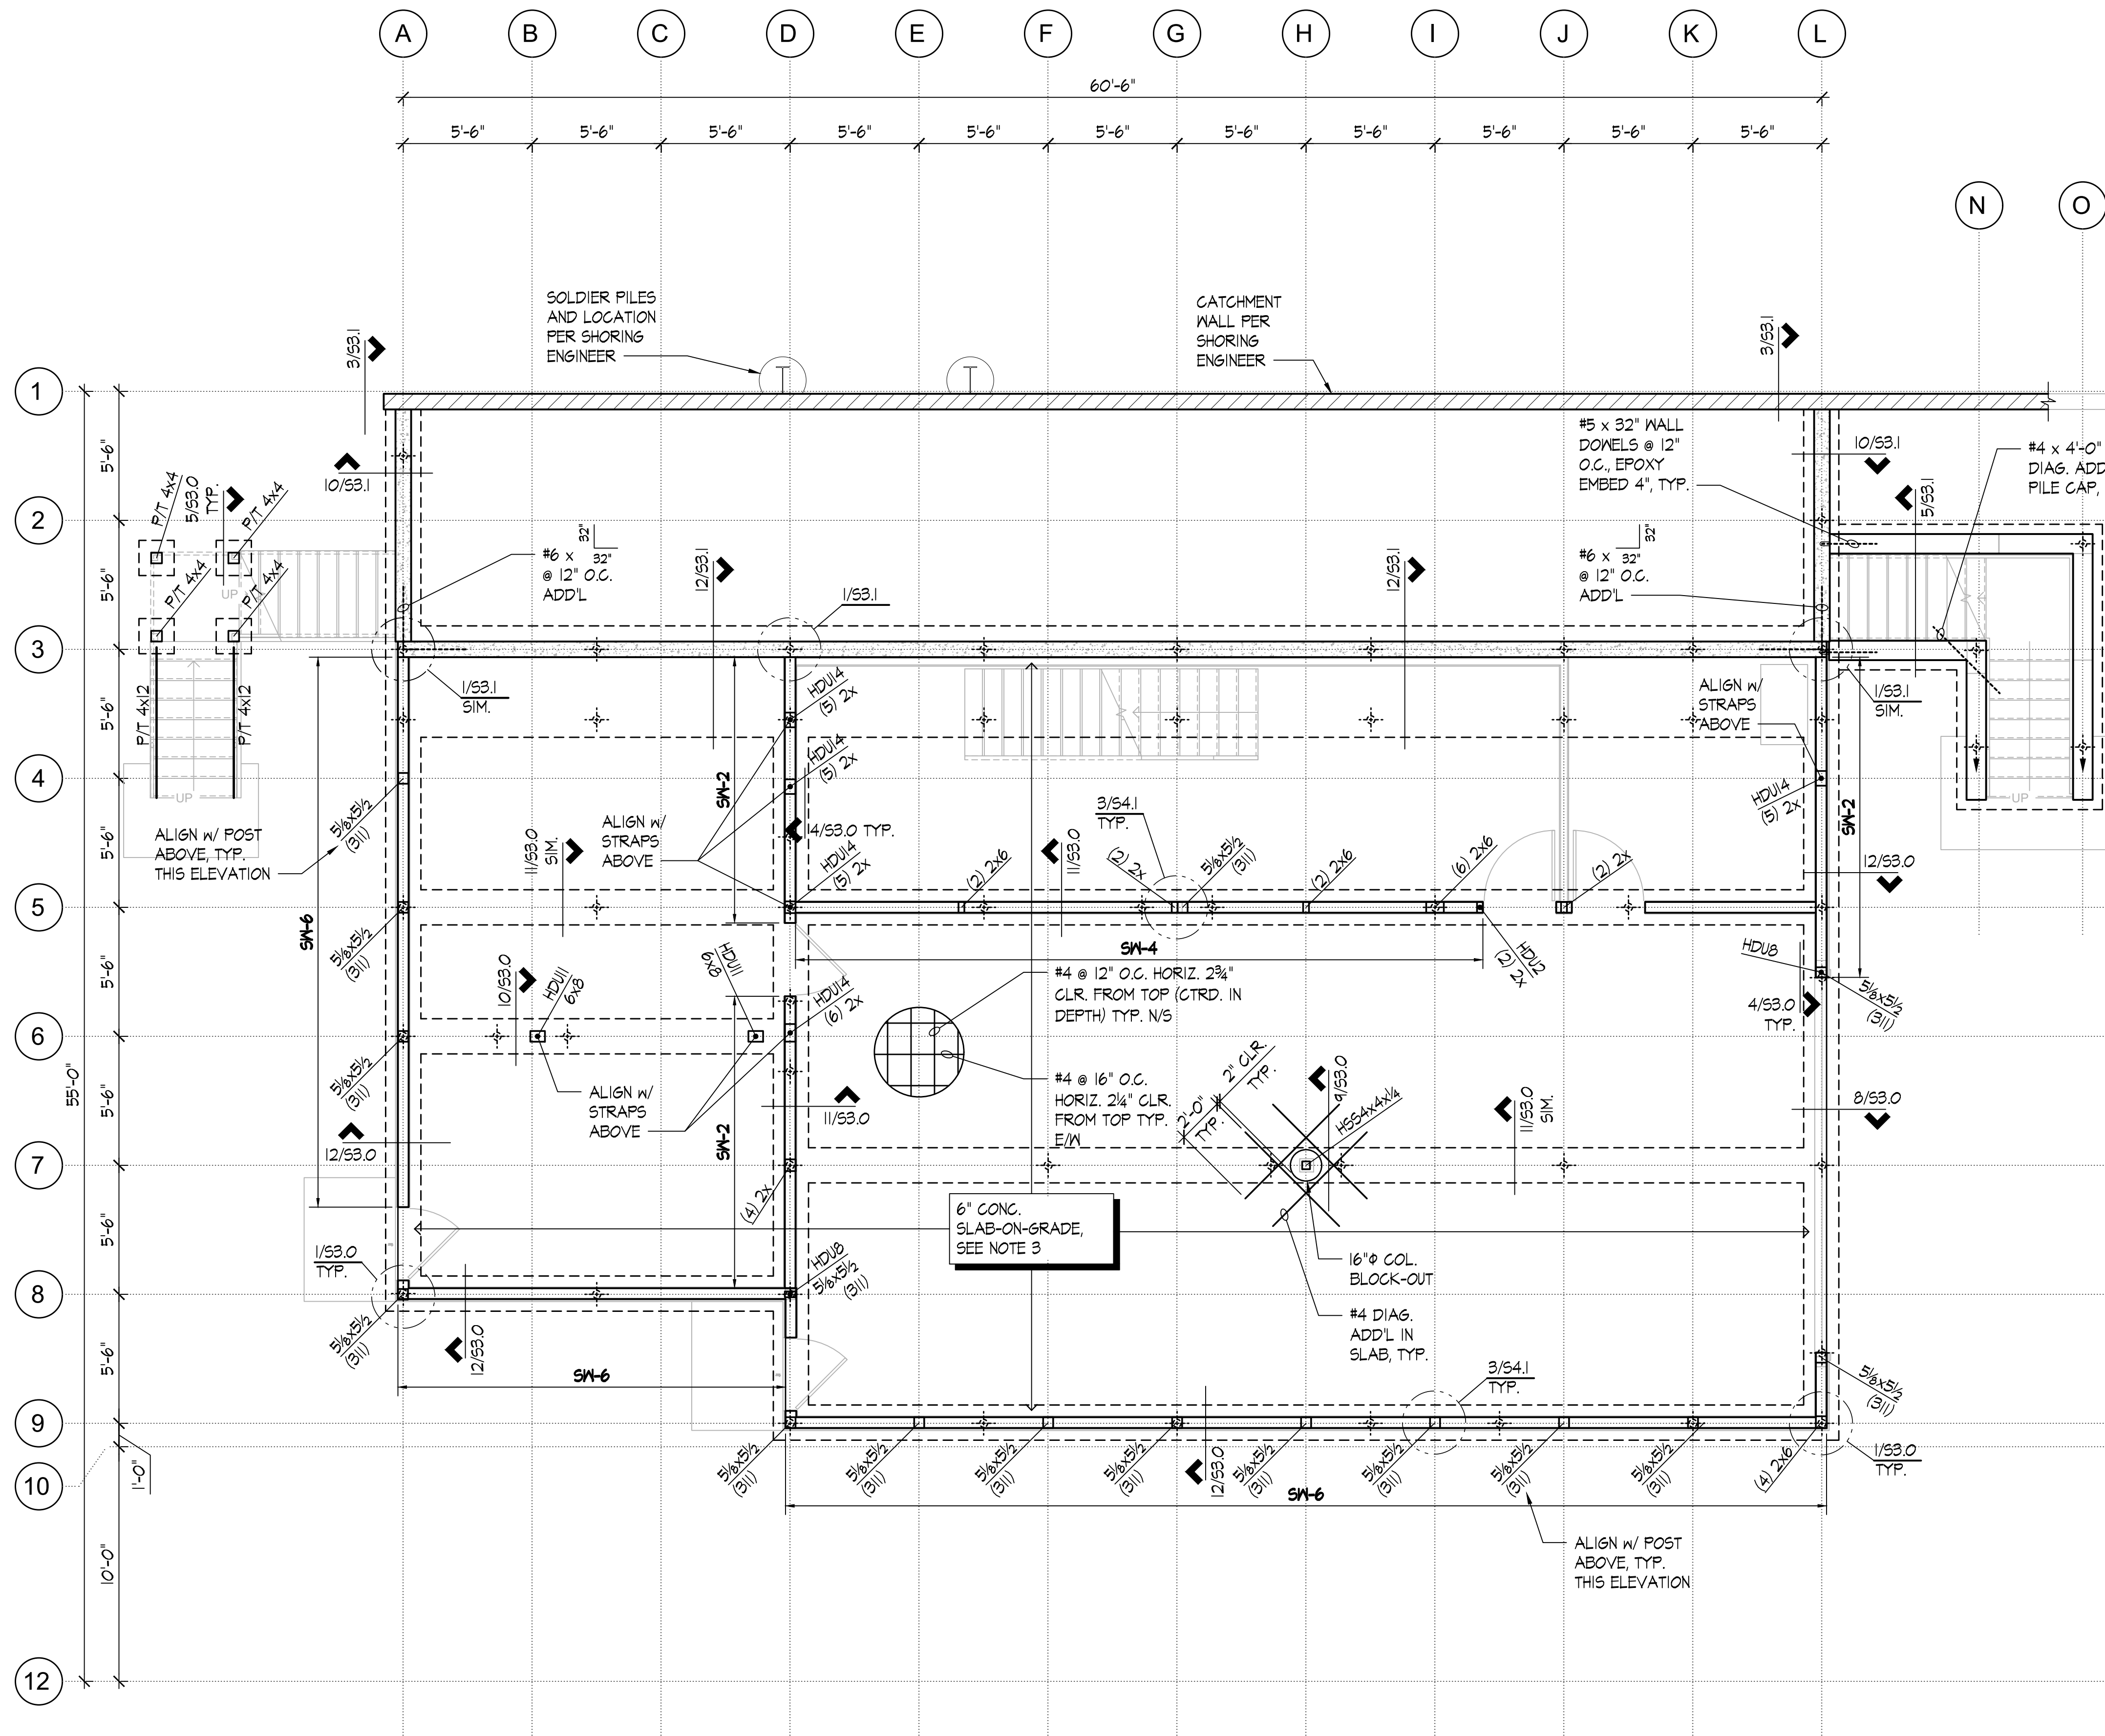 A
B
C
D
E
F
G
H
I
J
K
L
60'-6"
5'-6"
5'-6"
5'-6"
5'-6"
5'-6"
5'-6"
5'-6"
5'-6"
5'-6"
5'-6"
5'-6"
N
O
SOLDIER PILES
AND LOCATION
PER SHORING
ENGINEER
CATCHMENT
WALL PER
SHORING
ENGINEER
3/S3.1
3/S3.1
1
2
3
4
5
6
7
8
9
10
12
55'-0"
5'-6"
5'-6"
5'-6"
5'-6"
5'-6"
5'-6"
5'-6"
5'-6"
1'-0"
10'-0"
10/S3.1
#5 x 32" WALL
DOWELS @ 12"
O.C., EPOXY
EMBED 4", TYP.
10/S3.1
#4 x 4'-0"
DIAG. ADD
PILE CAP,
5/S3.1
P/T 4x4
5/S3.0
TYP.
P/T 4x4
P/T 4x4
P/T 4x4
UP
P/T 4x12
P/T 4x12
UP
#6 x
32"
32"
@ 12" O.C.
ADD'L
12/S3.1
1/S3.1
12/S3.1
#6 x
32"
32"
@ 12" O.C.
ADD'L
1/S3.1
SIM.
HDU14
(5) 2x
HDU14
(5) 2x
SW-2
ALIGN W/
STRAPS
ABOVE
1/S3.1
SIM.
HDU14
(5) 2x
SW-2
UP
ALIGN W/ POST
ABOVE, TYP.
THIS ELEVATION
5⅛x5½
(311)
11/S3.0
SIM.
ALIGN W/
STRAPS
ABOVE
14/S3.0 TYP.
HDU14
(5) 2x
(2) 2x6
11/S3.0
3/S4.1
TYP.
(2) 2x
5⅛x5½
(311)
(2) 2x6
(6) 2x6
(2) 2x
12/S3.0
SW-6
5⅛x5½
(311)
10/S3.0
HDU11
6x8
HDU11
6x8
HDU14
(6) 2x
SW-4
HDU2
(2) 2x
HDU8
5⅛x5½
(311)
4/S3.0
TYP.
#4 @ 12" O.C. HORIZ. 2¾"
CLR. FROM TOP (CTRD. IN
DEPTH) TYP. N/S
#4 @ 16" O.C.
HORIZ. 2¼" CLR.
FROM TOP TYP.
E/W
5⅛x5½
(311)
ALIGN W/
STRAPS
ABOVE
11/S3.0
2" CLR.
TYP.
2'-0"
TYP.
9/S3.0
HSS4x4x¼
11/S3.0
SIM.
8/S3.0
12/S3.0
SW-2
(4) 2x
6" CONC.
SLAB-ON-GRADE,
SEE NOTE 3
16"Φ COL.
BLOCK-OUT
#4 DIAG.
ADD'L IN
SLAB, TYP.
1/S3.0
TYP.
HDU8
5⅛x5½
(311)
5⅛x5½
(311)
12/S3.0
SW-6
3/S4.1
TYP.
5⅛x5½
(311)
5⅛x5½
(311)
5⅛x5½
(311)
5⅛x5½
(311)
5⅛x5½
(311)
12/S3.0
5⅛x5½
(311)
5⅛x5½
(311)
5⅛x5½
(311)
5⅛x5½
(311)
(4) 2x6
1/S3.0
TYP.
SW-6
ALIGN W/ POST
ABOVE, TYP.
THIS ELEVATION